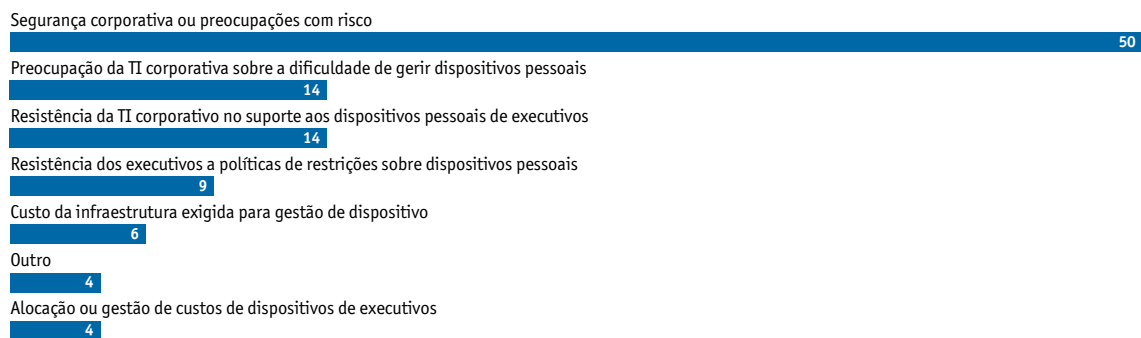 Segurança corporativa ou preocupações com risco
50
Preocupação da TI corporativa sobre a dificuldade de gerir dispositivos pessoais
14
Resistência da TI corporativo no suporte aos dispositivos pessoais de executivos
14
Resistência dos executivos a políticas de restrições sobre dispositivos pessoais
9
Custo da infraestrutura exigida para gestão de dispositivo
6
Outro
4
Alocação ou gestão de custos de dispositivos de executivos
4